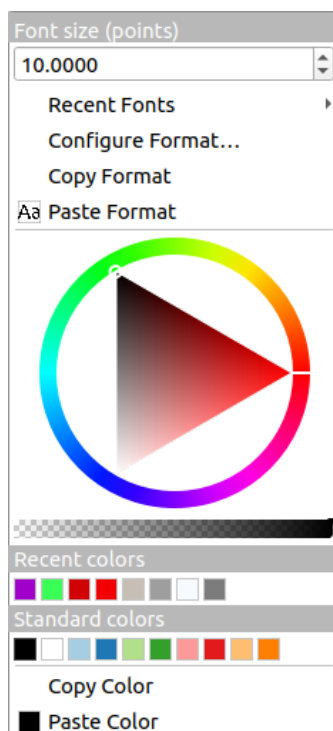 Font size (points)
10.0000
Recent Fonts
Configure Format…
Copy Format
Aa Paste Format
Recent colors
Standard colors
Copy Color
Paste Color